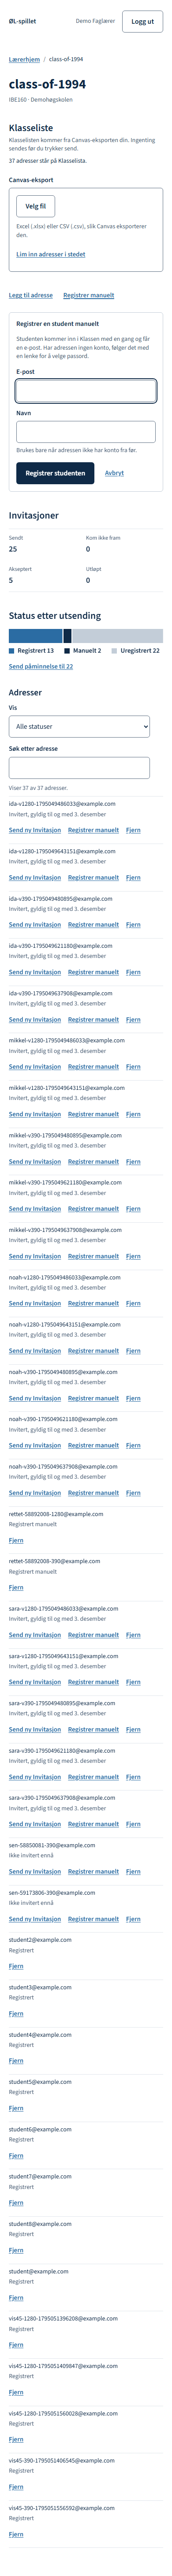 ØL-spillet
Demo Faglærer
Logg ut
Lærerhjem / class-of-1994
class-of-1994
IBE160 · Demohøgskolen
Klasseliste
Klasselisten kommer fra Canvas-eksporten din. Ingenting
sendes før du trykker send.
37 adresser står på Klasselista.
Canvas-eksport
Velg fil
Excel (.xlsx) eller CSV (.csv), slik Canvas eksporterer
den.
Lim inn adresser i stedet
Legg til adresse
Registrer manuelt
Registrer en student manuelt
Studenten kommer inn i Klassen med en gang og får
en e-post. Har adressen ingen konto, følger det med
en lenke for å velge passord.
E-post
Navn
Brukes bare når adressen ikke har konto fra før.
Registrer studenten
Avbryt
Invitasjoner
Sendt
25
Kom ikke fram
0
Akseptert
5
Utløpt
0
Status etter utsending
Registrert 13
Manuelt 2
Uregistrert 22
Send påminnelse til 22
Adresser
Vis
Alle statuser
Søk etter adresse
Viser 37 av 37 adresser.
ida-v1280-1795049486033@example.com
Invitert, gyldig til og med 3. desember
Send ny Invitasjon Registrer manuelt Fjern
ida-v1280-1795049643151@example.com
Invitert, gyldig til og med 3. desember
Send ny Invitasjon Registrer manuelt Fjern
ida-v390-1795049480895@example.com
Invitert, gyldig til og med 3. desember
Send ny Invitasjon Registrer manuelt Fjern
ida-v390-1795049621180@example.com
Invitert, gyldig til og med 3. desember
Send ny Invitasjon Registrer manuelt Fjern
ida-v390-1795049637908@example.com
Invitert, gyldig til og med 3. desember
Send ny Invitasjon Registrer manuelt Fjern
mikkel-v1280-1795049486033@example.com
Invitert, gyldig til og med 3. desember
Send ny Invitasjon Registrer manuelt Fjern
mikkel-v1280-1795049643151@example.com
Invitert, gyldig til og med 3. desember
Send ny Invitasjon Registrer manuelt Fjern
mikkel-v390-1795049480895@example.com
Invitert, gyldig til og med 3. desember
Send ny Invitasjon Registrer manuelt Fjern
mikkel-v390-1795049621180@example.com
Invitert, gyldig til og med 3. desember
Send ny Invitasjon Registrer manuelt Fjern
mikkel-v390-1795049637908@example.com
Invitert, gyldig til og med 3. desember
Send ny Invitasjon Registrer manuelt Fjern
noah-v1280-1795049486033@example.com
Invitert, gyldig til og med 3. desember
Send ny Invitasjon Registrer manuelt Fjern
noah-v1280-1795049643151@example.com
Invitert, gyldig til og med 3. desember
Send ny Invitasjon Registrer manuelt Fjern
noah-v390-1795049480895@example.com
Invitert, gyldig til og med 3. desember
Send ny Invitasjon Registrer manuelt Fjern
noah-v390-1795049621180@example.com
Invitert, gyldig til og med 3. desember
Send ny Invitasjon Registrer manuelt Fjern
noah-v390-1795049637908@example.com
Invitert, gyldig til og med 3. desember
Send ny Invitasjon Registrer manuelt Fjern
rettet-58892008-1280@example.com
Registrert manuelt
Fjern
rettet-58892008-390@example.com
Registrert manuelt
Fjern
sara-v1280-1795049486033@example.com
Invitert, gyldig til og med 3. desember
Send ny Invitasjon Registrer manuelt Fjern
sara-v1280-1795049643151@example.com
Invitert, gyldig til og med 3. desember
Send ny Invitasjon Registrer manuelt Fjern
sara-v390-1795049480895@example.com
Invitert, gyldig til og med 3. desember
Send ny Invitasjon Registrer manuelt Fjern
sara-v390-1795049621180@example.com
Invitert, gyldig til og med 3. desember
Send ny Invitasjon Registrer manuelt Fjern
sara-v390-1795049637908@example.com
Invitert, gyldig til og med 3. desember
Send ny Invitasjon Registrer manuelt Fjern
sen-58850081-390@example.com
Ikke invitert ennå
Send ny Invitasjon Registrer manuelt Fjern
sen-59173806-390@example.com
Ikke invitert ennå
Send ny Invitasjon Registrer manuelt Fjern
student2@example.com
Registrert
Fjern
student3@example.com
Registrert
Fjern
student4@example.com
Registrert
Fjern
student5@example.com
Registrert
Fjern
student6@example.com
Registrert
Fjern
student7@example.com
Registrert
Fjern
student8@example.com
Registrert
Fjern
student@example.com
Registrert
Fjern
vis45-1280-1795051396208@example.com
Registrert
Fjern
vis45-1280-1795051409847@example.com
Registrert
Fjern
vis45-1280-1795051560028@example.com
Registrert
Fjern
vis45-390-1795051406545@example.com
Registrert
Fjern
vis45-390-1795051556592@example.com
Registrert
Fjern